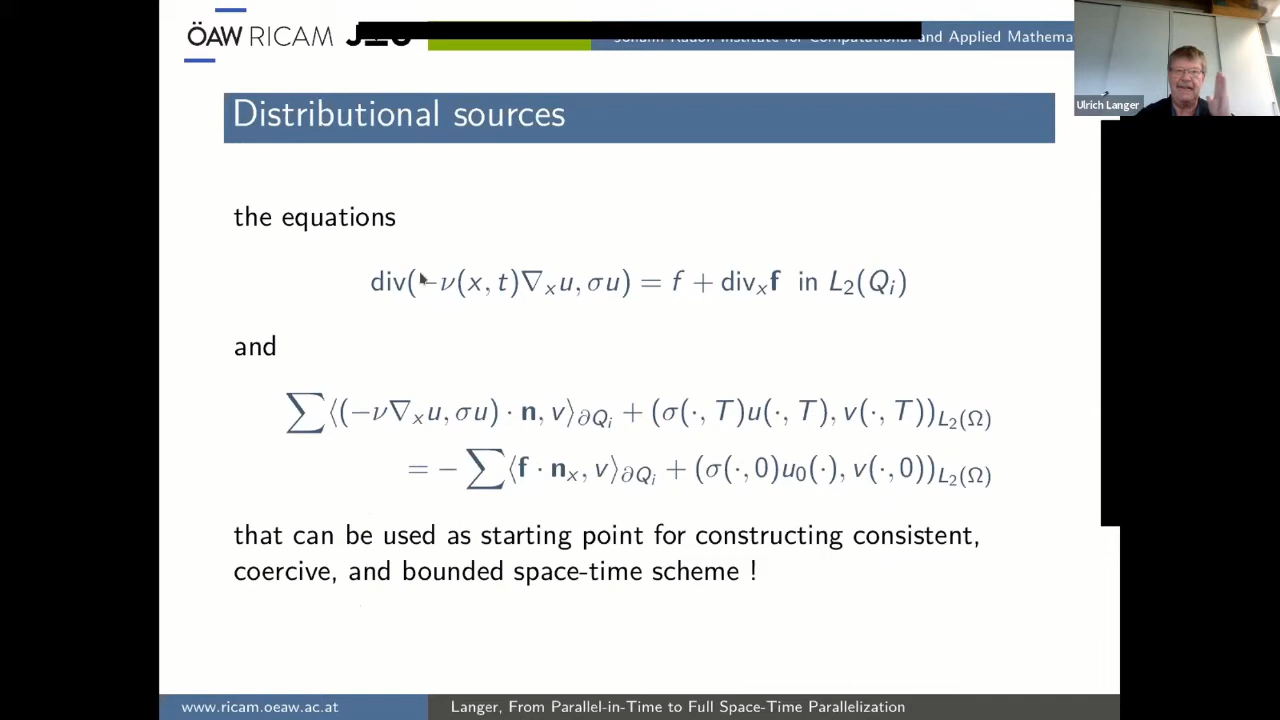 ÖAW RICAM
Johann Radon Institute for Computational and Applied Mathema
Ulrich Langer
Distributional sources
the equations
div(−ν(x, t)∇ₓu, σu) = f + divₓ𝐟 in L₂(Qᵢ)
and
∑⟨(−ν∇ₓu, σu) · 𝐧, v⟩_{∂Qᵢ} + (σ(·, T)u(·, T), v(·, T))_{L₂(Ω)}
= − ∑⟨𝐟 · 𝐧ₓ, v⟩_{∂Qᵢ} + (σ(·, 0)u₀(·), v(·, 0))_{L₂(Ω)}
that can be used as starting point for constructing consistent,
coercive, and bounded space-time scheme !
www.ricam.oeaw.ac.at
Langer, From Parallel-in-Time to Full Space-Time Parallelization